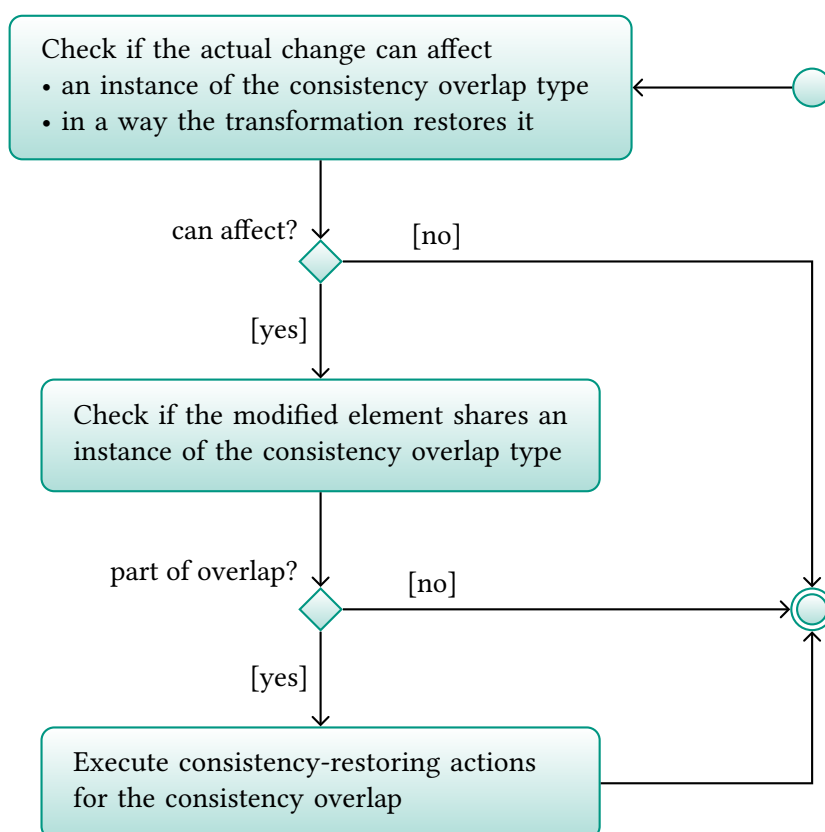 Check if the actual change can affect
• an instance of the consistency overlap type
• in a way the transformation restores it
can affect?
[no]
[yes]
Check if the modified element shares an
instance of the consistency overlap type
part of overlap?
[no]
[yes]
Execute consistency-restoring actions
for the consistency overlap